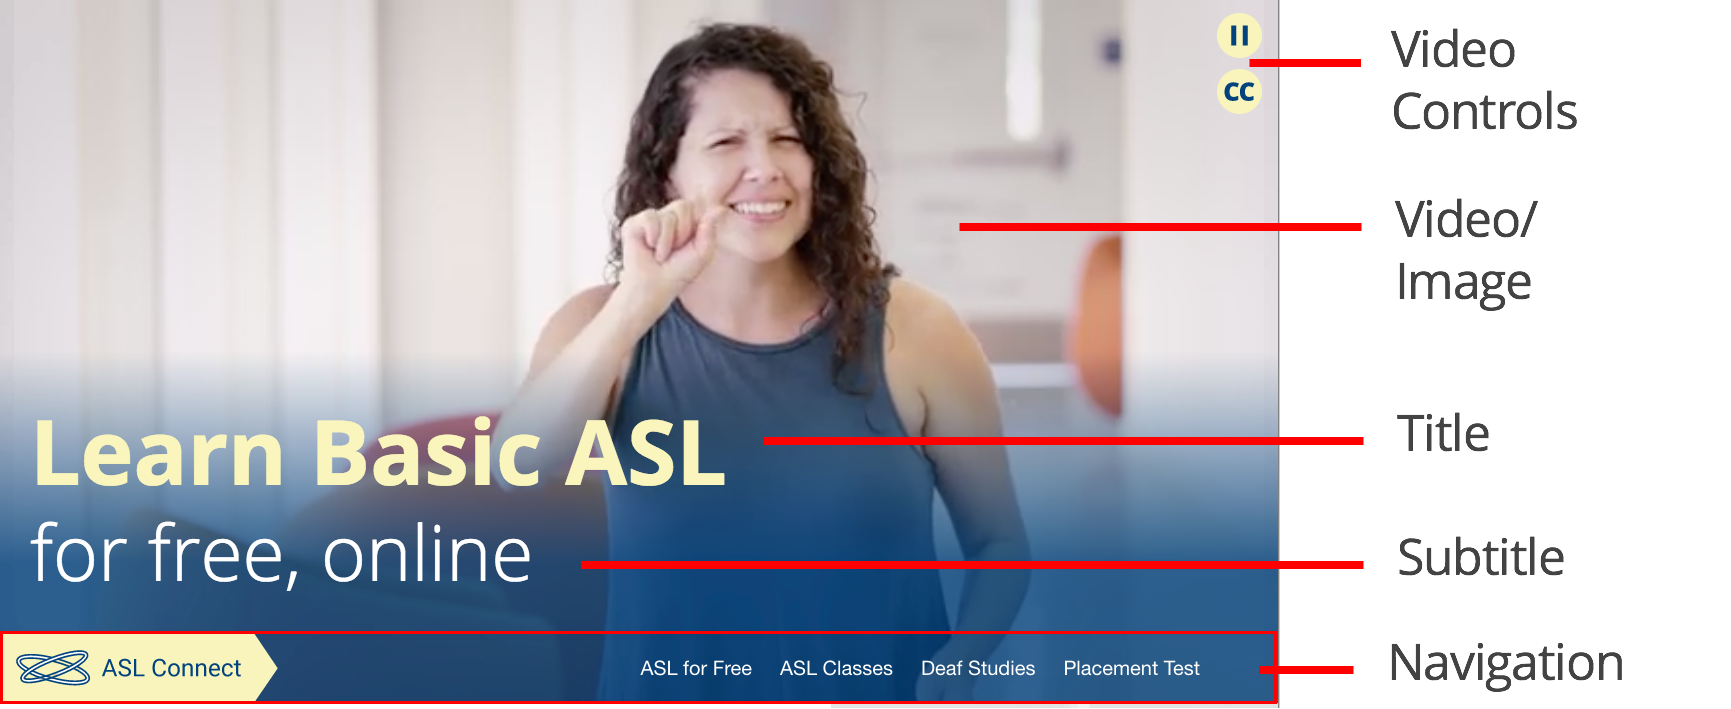 CC
Learn Basic ASL
for free, online
ASL Connect
ASL for Free
ASL Classes
Deaf Studies
Placement Test
Video
Controls
Video/
Image
Title
Subtitle
Navigation